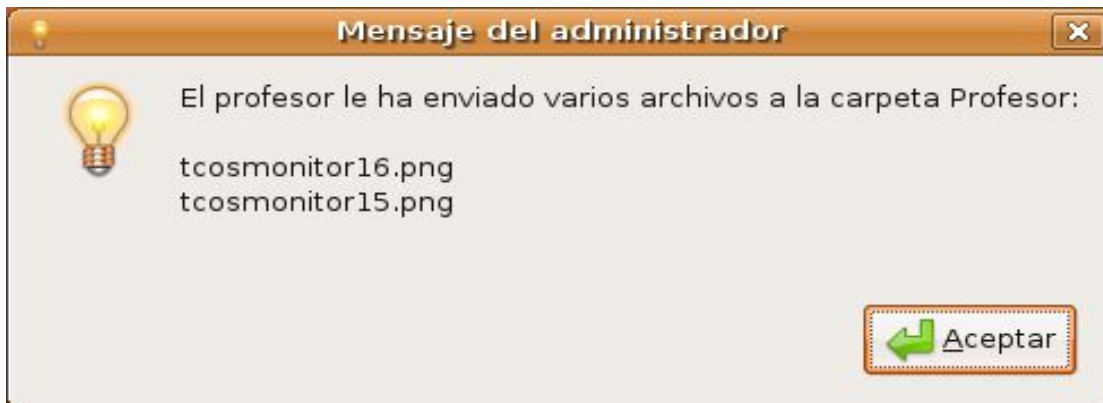 Mensaje del administrador
El profesor le ha enviado varios archivos a la carpeta Profesor:
tcosmonitor16.png
tcosmonitor15.png
Aceptar